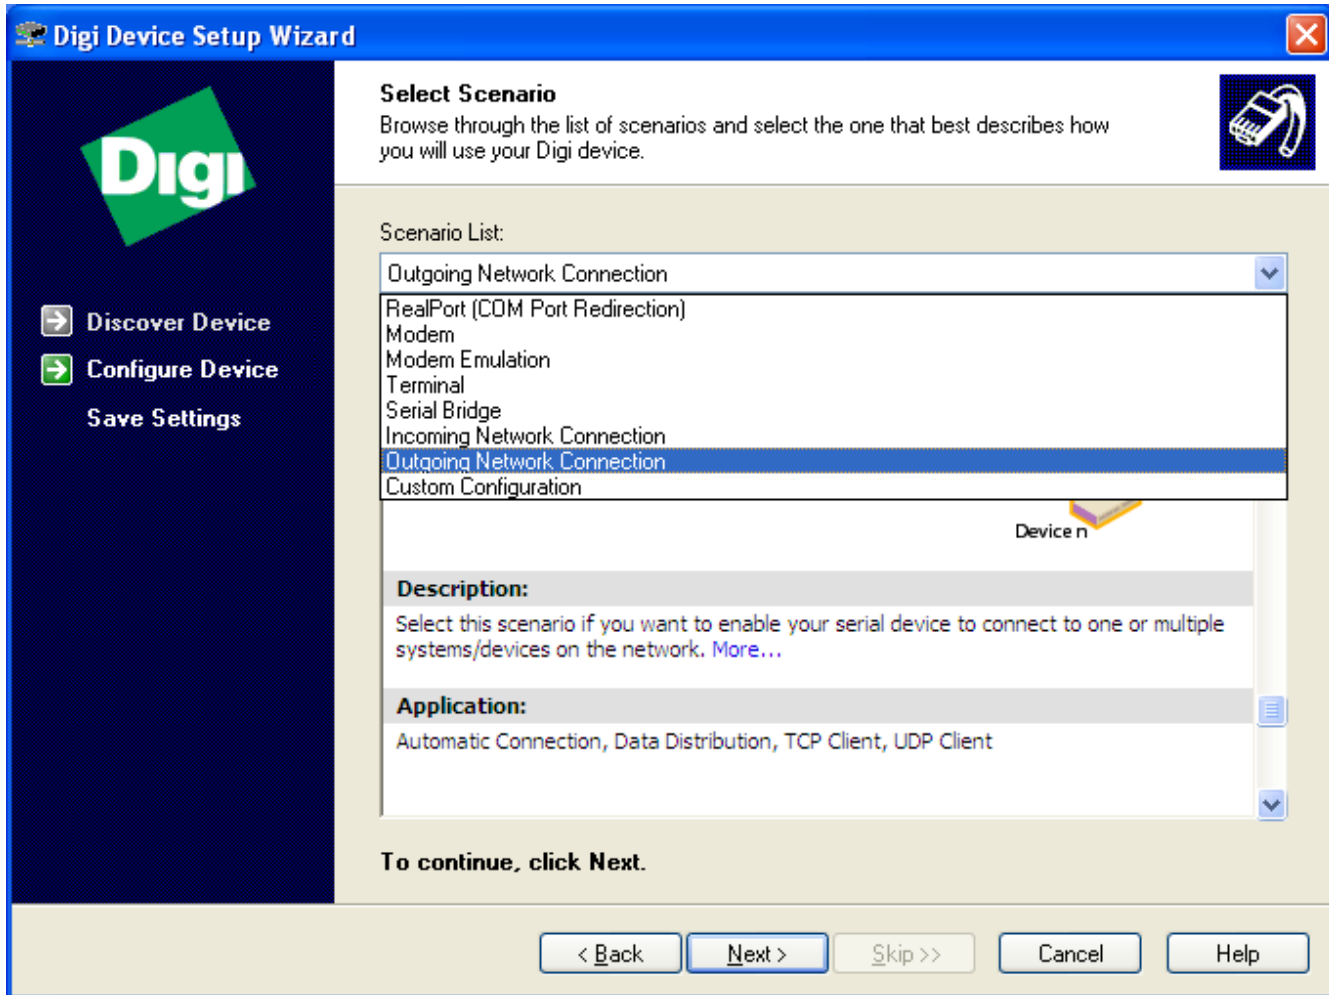 Digi Device Setup Wizard
Digi
Select Scenario
Browse through the list of scenarios and select the one that best describes how
you will use your Digi device.
Discover Device
Configure Device
Save Settings
Scenario List:
Outgoing Network Connection
RealPort (COM Port Redirection)
Modem
Modem Emulation
Terminal
Serial Bridge
Incoming Network Connection
Outgoing Network Connection
Custom Configuration
Device n
Description:
Select this scenario if you want to enable your serial device to connect to one or multiple
systems/devices on the network. More...
Application:
Automatic Connection, Data Distribution, TCP Client, UDP Client
To continue, click Next.
< Back
Next >
Skip >>
Cancel
Help